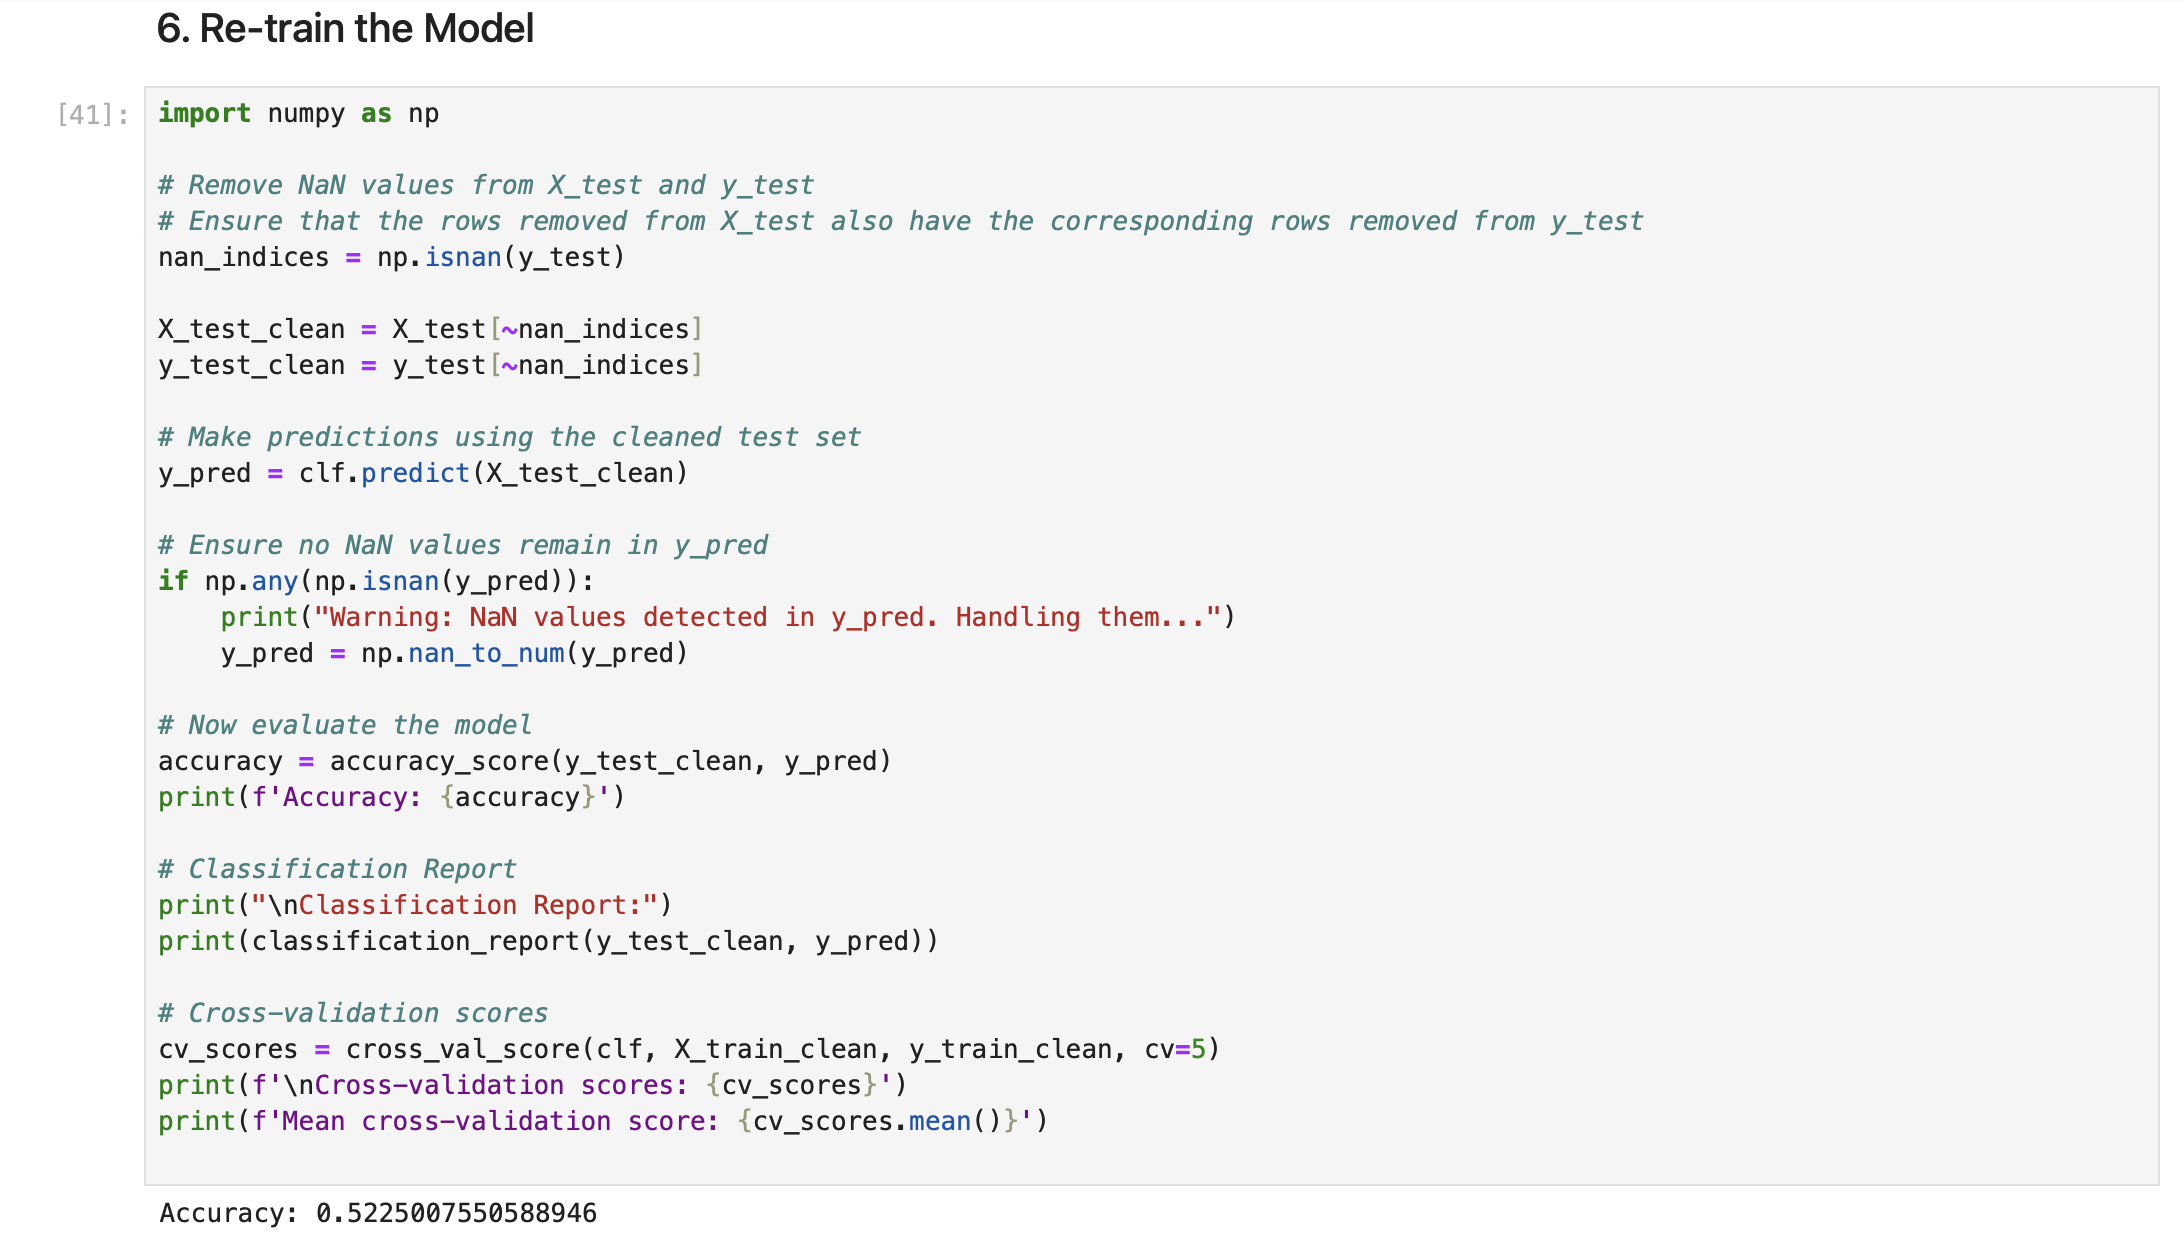 6. Re-train the Model
[41]:
import numpy as np
# Remove NaN values from X_test and y_test
# Ensure that the rows removed from X_test also have the corresponding rows removed from y_test
nan_indices = np.isnan(y_test)
X_test_clean = X_test[~nan_indices]
y_test_clean = y_test[~nan_indices]
# Make predictions using the cleaned test set
y_pred = clf.predict(X_test_clean)
# Ensure no NaN values remain in y_pred
if np.any(np.isnan(y_pred)):
    print("Warning: NaN values detected in y_pred. Handling them...")
    y_pred = np.nan_to_num(y_pred)
# Now evaluate the model
accuracy = accuracy_score(y_test_clean, y_pred)
print(f'Accuracy: {accuracy}')
# Classification Report
print("\nClassification Report:")
print(classification_report(y_test_clean, y_pred))
# Cross-validation scores
cv_scores = cross_val_score(clf, X_train_clean, y_train_clean, cv=5)
print(f'\nCross-validation scores: {cv_scores}')
print(f'Mean cross-validation score: {cv_scores.mean()}')
Accuracy: 0.5225007550588946